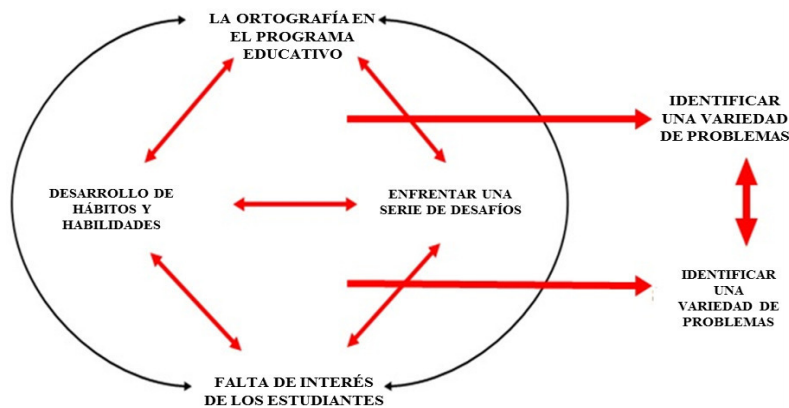 LA ORTOGRAFÍA EN
EL PROGRAMA
EDUCATIVO
IDENTIFICAR
UNA VARIEDAD
DE PROBLEMAS
DESARROLLO DE
HÁBITOS Y
HABILIDADES
ENFRENTAR UNA
SERIE DE DESAFÍOS
IDENTIFICAR
UNA
VARIEDAD DE
PROBLEMAS
FALTA DE INTERÉS
DE LOS ESTUDIANTES